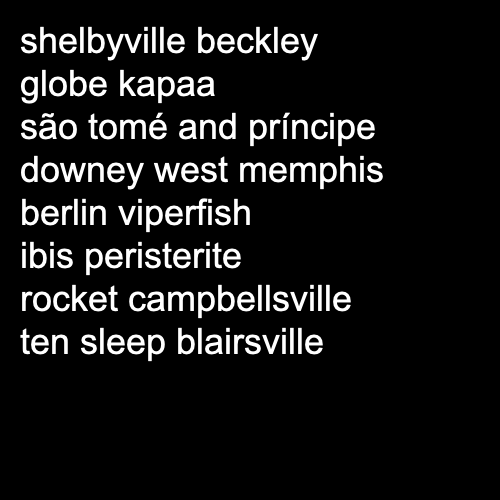 shelbyville beckley
globe kapaa
são tomé and príncipe
downey west memphis
berlin viperfish
ibis peristerite
rocket campbellsville
ten sleep blairsville